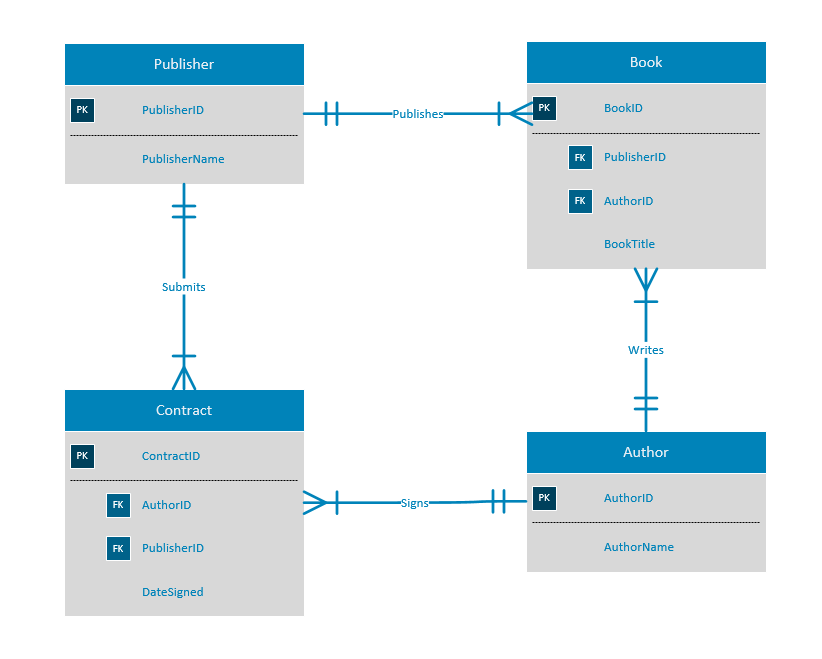 Publisher
PK PublisherID
PublisherName
Publishes
Book
PK BookID
FK PublisherID
FK AuthorID
BookTitle
Submits
Writes
Contract
PK ContractID
FK AuthorID
FK PublisherID
DateSigned
Signs
Author
PK AuthorID
AuthorName